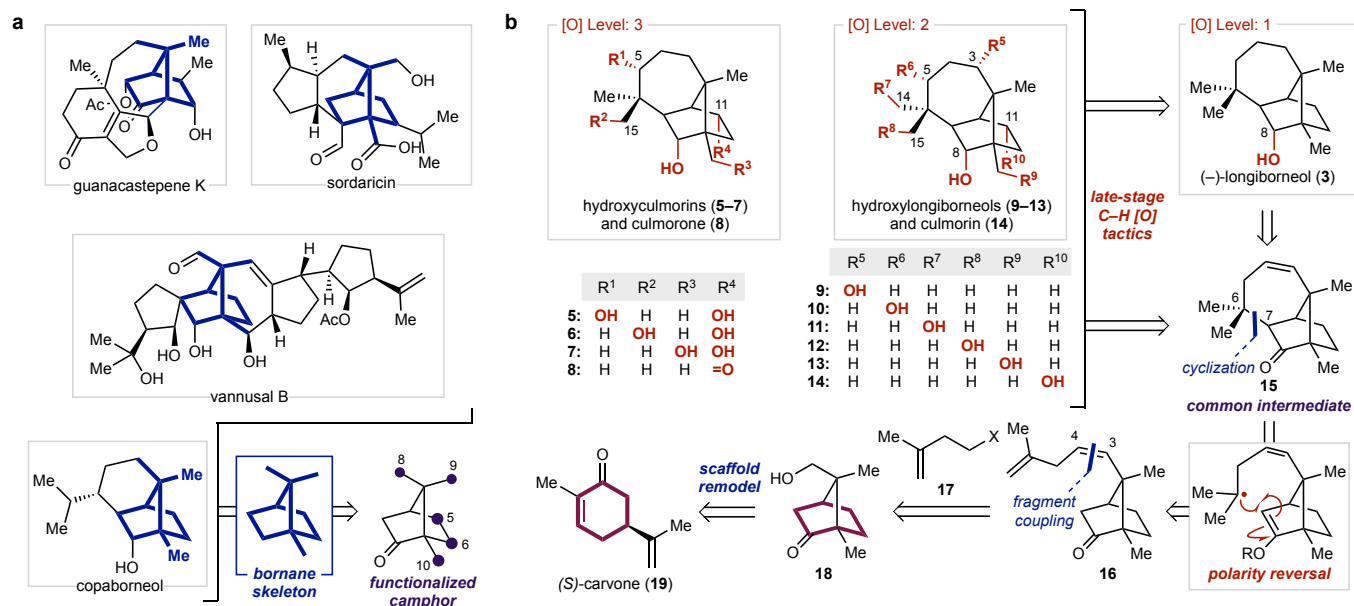 a
Me
Me
Me
Ac
O
O
O
O
OH
O
guanacastepene K
Me
H
H
OH
O
O
OH
Me
Me
sordaricin
O
H
H
H
AcO
Me
Me
Me
HO
OH
OH
OH
H
vannusal B
Me
Me
H
HO
Me
Me
copaborneol
bornane
skeleton
8
9
5
6
10
O
functionalized
camphor
b
[O] Level: 3
R1
5
Me
R2
15
11
R4
HO
R3
hydroxyculmorins (5–7)
and culmorone (8)
R1 R2 R3 R4
5: OH H H OH
6: H OH H OH
7: H H OH OH
8: H H H =O
[O] Level: 2
R5
3
R6
5
R7
14
Me
R8
15
11
8
R10
HO
R9
hydroxylongiborneols (9–13)
and culmorin (14)
R5 R6 R7 R8 R9 R10
9: OH H H H H H
10: H OH H H H H
11: H H OH H H H
12: H H H OH H H
13: H H H H OH H
14: H H H H H OH
late-stage
C–H [O]
tactics
[O] Level: 1
Me
Me
Me
8
HO
Me
(–)-longiborneol (3)
6
Me
Me
Me
7
O
Me
cyclization
15
common intermediate
Me
Me
Me
RO
Me
polarity reversal
Me
4
3
Me
fragment
coupling
O
Me
16
Me
X
17
HO
Me
O
Me
18
scaffold
remodel
O
Me
Me
(S)-carvone (19)